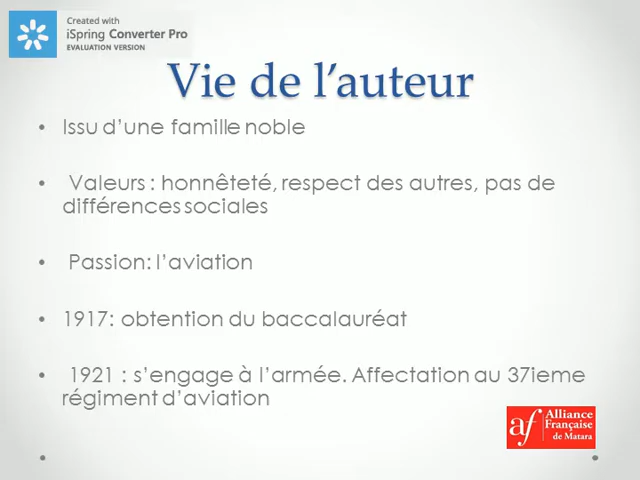 Created with
iSpring Converter Pro
EVALUATION VERSION
Vie de l'auteur
• Issu d'une famille noble
• Valeurs : honnêteté, respect des autres, pas de
différences sociales
• Passion: l'aviation
• 1917: obtention du baccalauréat
• 1921 : s'engage à l'armée. Affectation au 37ieme
régiment d'aviation
af Alliance
Française
de Matara